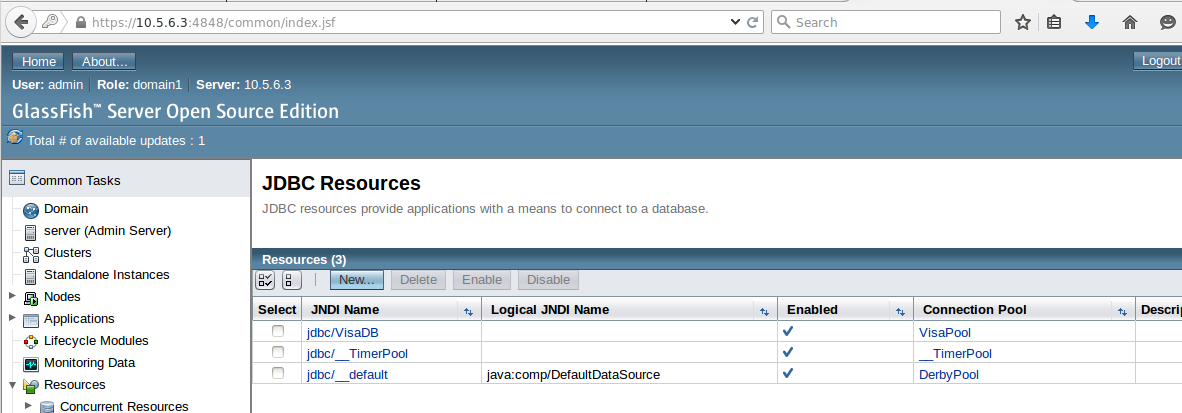 https://10.5.6.3:4848/common/index.jsf
Search
Home About...
Logout
User: admin Role: domain1 Server: 10.5.6.3
GlassFish™ Server Open Source Edition
Total # of available updates : 1
Common Tasks
Domain
server (Admin Server)
Clusters
Standalone Instances
Nodes
Applications
Lifecycle Modules
Monitoring Data
Resources
Concurrent Resources
JDBC Resources
JDBC resources provide applications with a means to connect to a database.
Resources (3)
New... Delete Enable Disable
Select JNDI Name Logical JNDI Name Enabled Connection Pool Descrip
jdbc/VisaDB VisaPool
jdbc/__TimerPool __TimerPool
jdbc/__default java:comp/DefaultDataSource DerbyPool